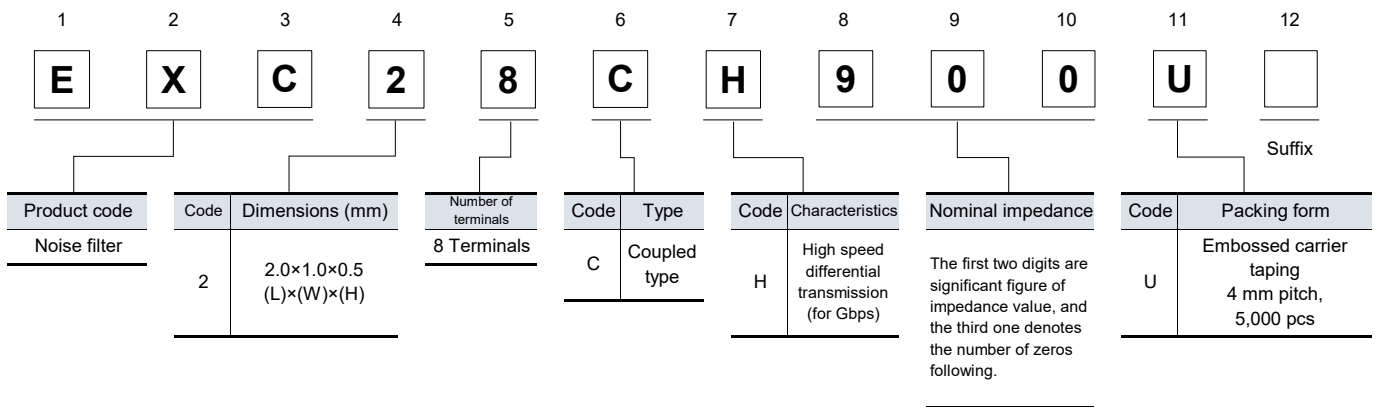 1 2 3 4 5 6 7 8 9 10 11 12
E X C 2 8 C H 9 0 0 U
Suffix
Product code
Noise filter
Code Dimensions (mm)
2 2.0×1.0×0.5
(L)×(W)×(H)
Number of
terminals
8 Terminals
Code Type
C Coupled
type
Code Characteristics
H High speed
differential
transmission
(for Gbps)
Nominal impedance
The first two digits are
significant figure of
impedance value, and
the third one denotes
the number of zeros
following.
Code Packing form
U Embossed carrier
taping
4 mm pitch,
5,000 pcs